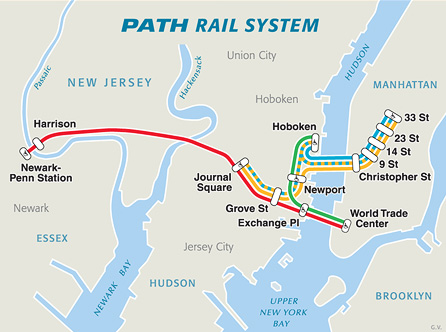 PATH RAIL SYSTEM
Union City
HUDSON
Passaic
NEW JERSEY
Hackensack
MANHATTAN
Hoboken
33 St
Harrison
Hoboken
23 St
14 St
9 St
Newark-
Penn Station
Journal
Square
Christopher St
Newport
Newark
Grove St
World Trade
Center
Exchange Pl
ESSEX
Jersey City
NEWARK BAY
HUDSON
UPPER
NEW YORK
BAY
BROOKLYN
G.V.